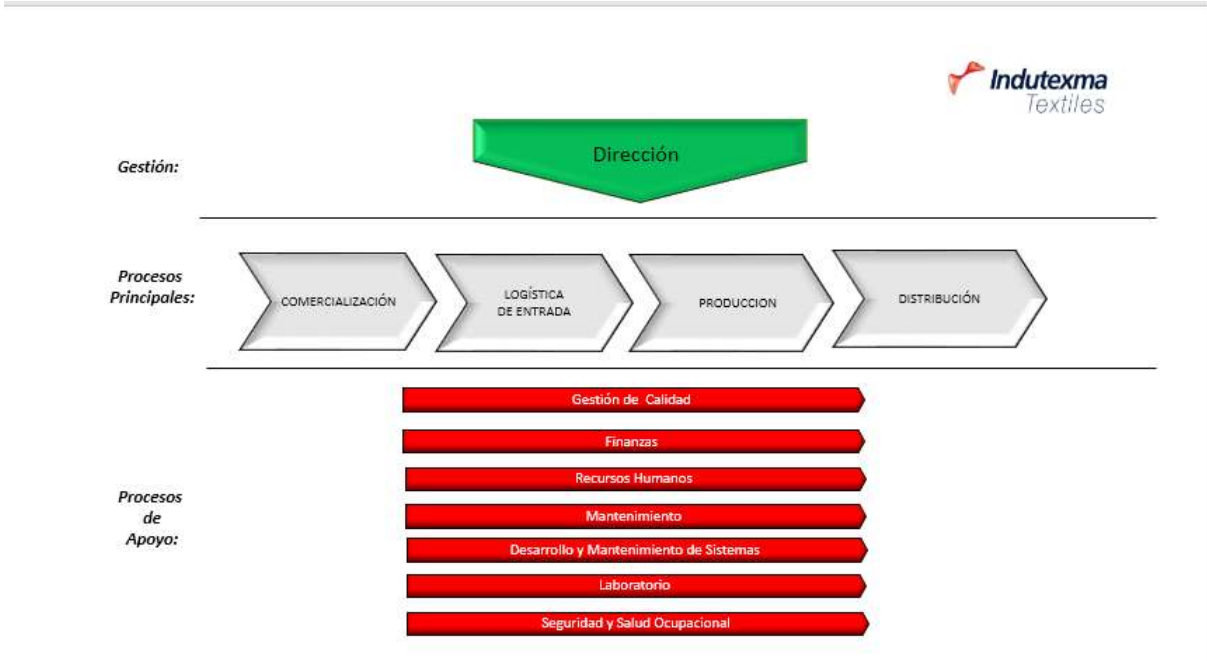 Indutexma
Textiles
Gestión:
Dirección
Procesos
Principales:
COMERCIALIZACIÓN
LOGÍSTICA
DE ENTRADA
PRODUCCION
DISTRIBUCIÓN
Procesos
de
Apoyo:
Gestión de Calidad
Finanzas
Recursos Humanos
Mantenimiento
Desarrollo y Mantenimiento de Sistemas
Laboratorio
Seguridad y Salud Ocupacional